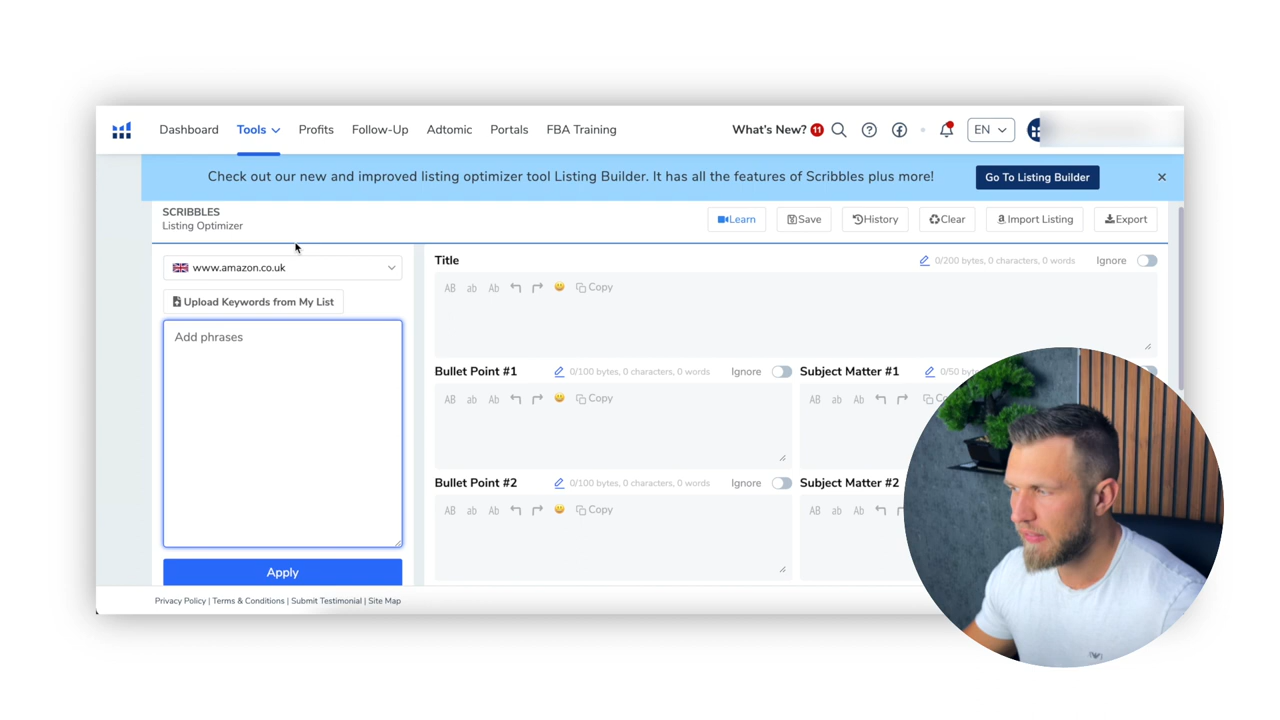 Dashboard Tools Profits Follow-Up Adtomic Portals FBA Training What's New? 11 EN
Check out our new and improved listing optimizer tool Listing Builder. It has all the features of Scribbles plus more! Go To Listing Builder
SCRIBBLES
Listing Optimizer
Learn Save History Clear Import Listing Export
www.amazon.co.uk
Upload Keywords from My List
Add phrases
Apply
Title 0/200 bytes, 0 characters, 0 words Ignore
AB ab Ab Copy
Bullet Point #1 0/100 bytes, 0 characters, 0 words Ignore Subject Matter #1 0/50
AB ab Ab Copy AB ab Ab
Bullet Point #2 0/100 bytes, 0 characters, 0 words Ignore Subject Matter #2
AB ab Ab Copy AB ab Ab
Privacy Policy | Terms & Conditions | Submit Testimonial | Site Map